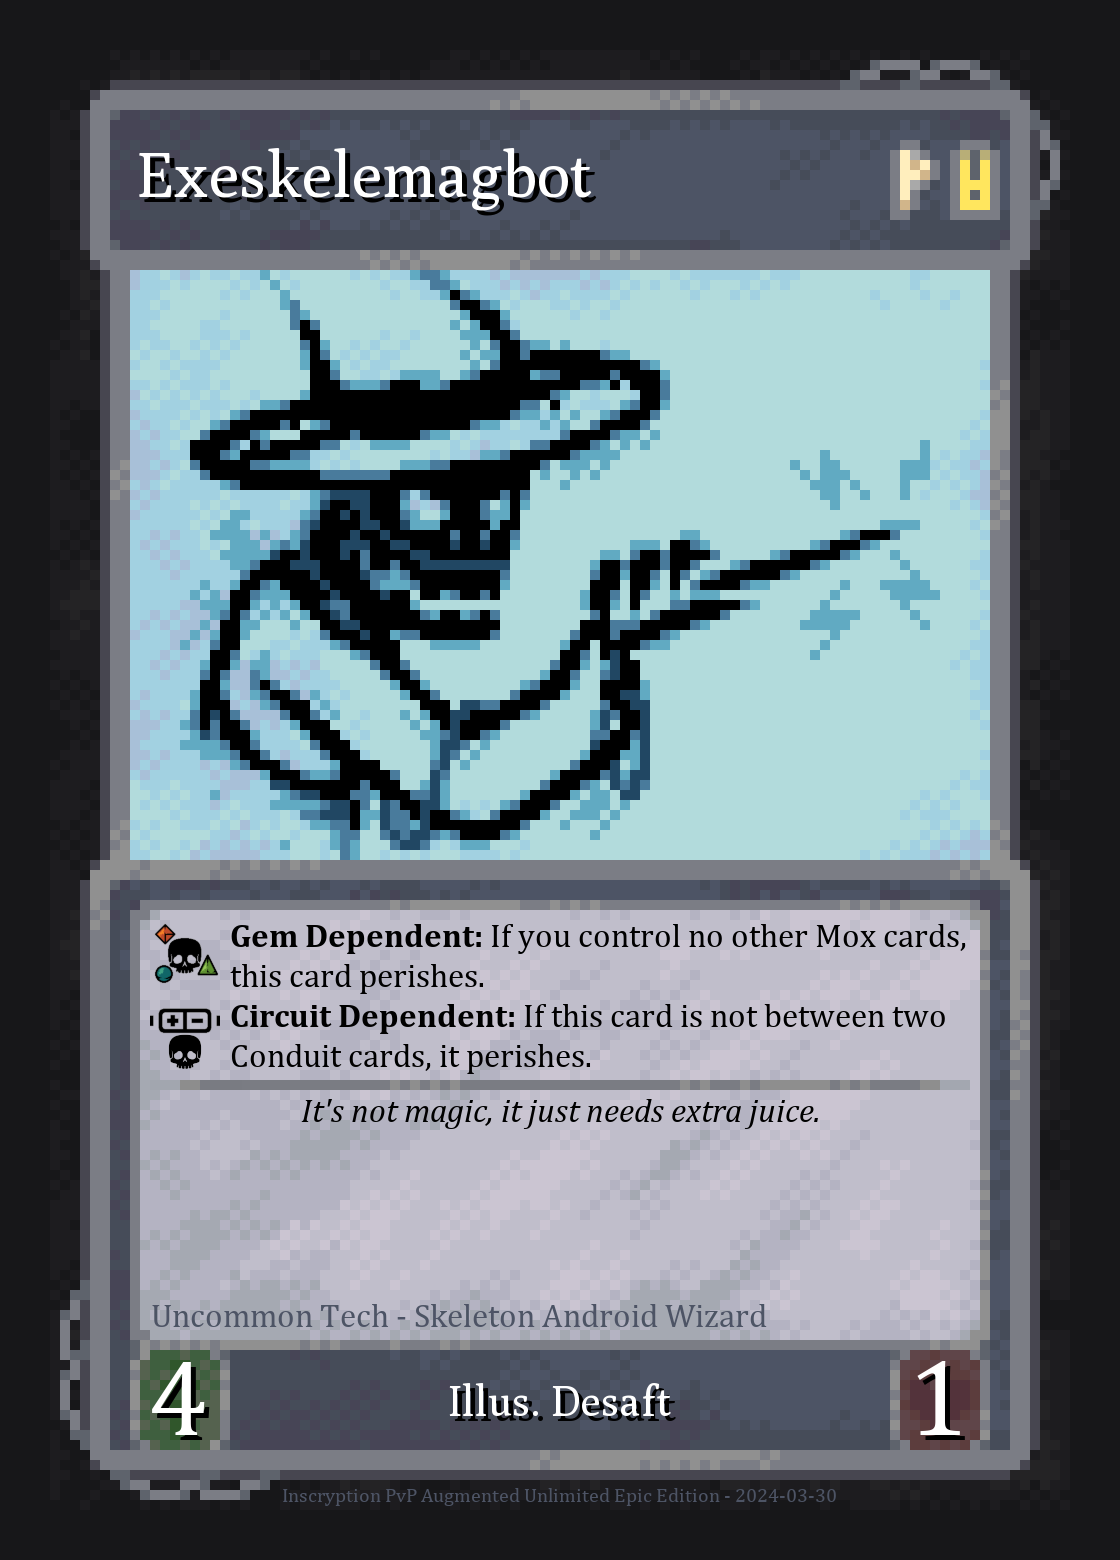 Exeskelemagbot
Gem Dependent: If you control no other Mox cards,
this card perishes.
Circuit Dependent: If this card is not between two
Conduit cards, it perishes.
It's not magic, it just needs extra juice.
Uncommon Tech - Skeleton Android Wizard
4
Illus. Desaft
1
Inscryption PvP Augmented Unlimited Epic Edition - 2024-03-30